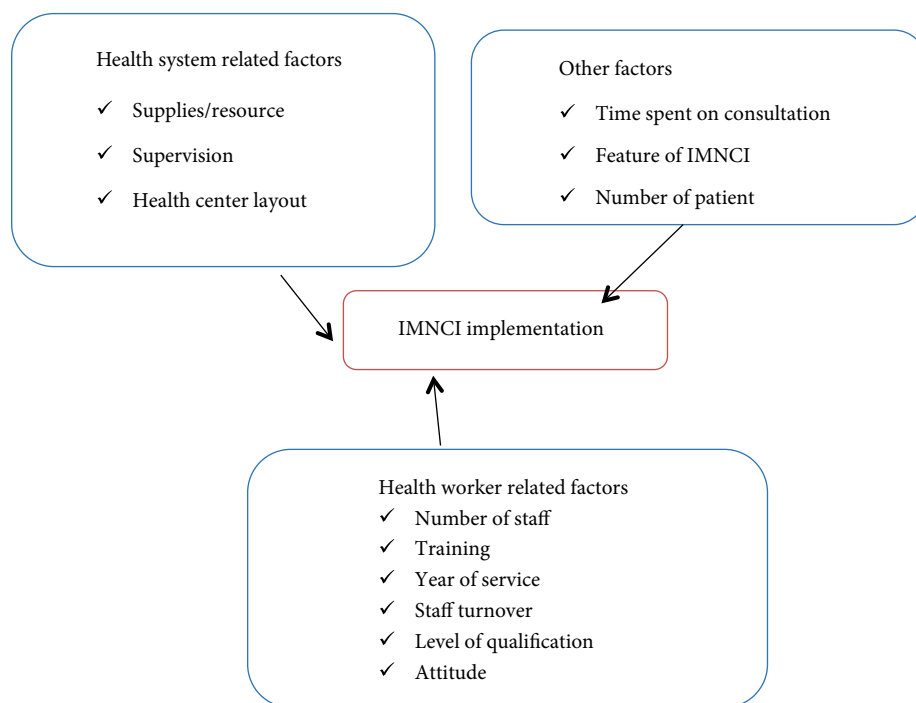 Health system related factors
✓ Supplies/resource
✓ Supervision
✓ Health center layout
Other factors
✓ Time spent on consultation
✓ Feature of IMNCI
✓ Number of patient
IMNCI implementation
Health worker related factors
✓ Number of staff
✓ Training
✓ Year of service
✓ Staff turnover
✓ Level of qualification
✓ Attitude